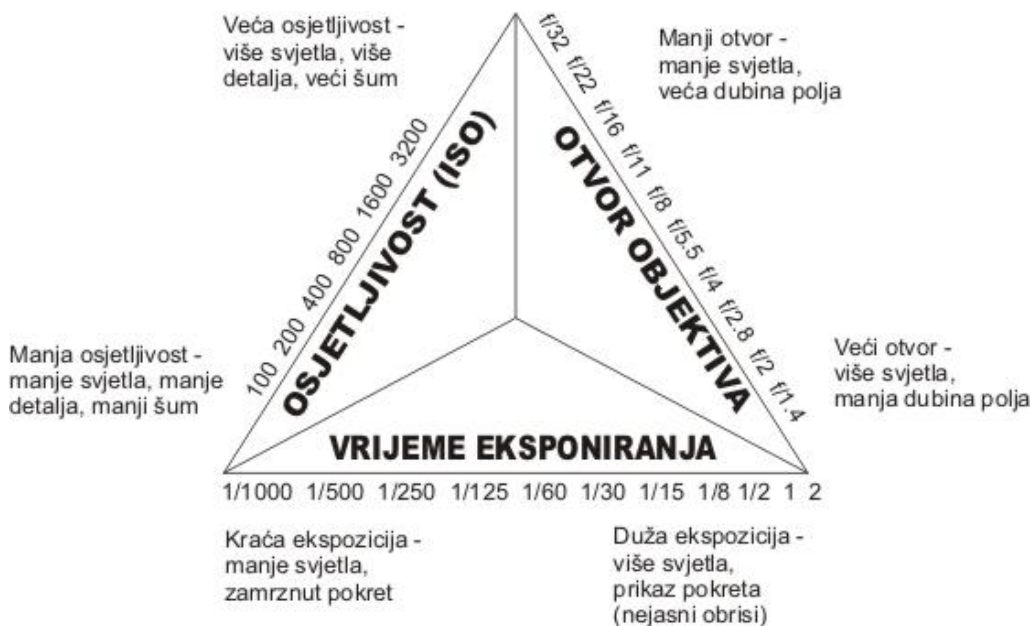 Veća osjetljivost -
više svjetla, više
detalja, veći šum
Manji otvor -
manje svjetla,
veća dubina polja
f/32 f/22 f/16 f/11 f/8 f/5.5 f/4 f/2.8 f/2 f/1.4
OTVOR OBJEKTIVA
100 200 400 800 1600 3200
OSJETLJIVOST (ISO)
Manja osjetljivost -
manje svjetla, manje
detalja, manji šum
Veći otvor -
više svjetla,
manja dubina polja
VRIJEME EKSPONIRANJA
1/1000 1/500 1/250 1/125 1/60 1/30 1/15 1/8 1/2 1 2
Kraća ekspozicija -
manje svjetla,
zamrznut pokret
Duža ekspozicija -
više svjetla,
prikaz pokreta
(nejasni obrisi)